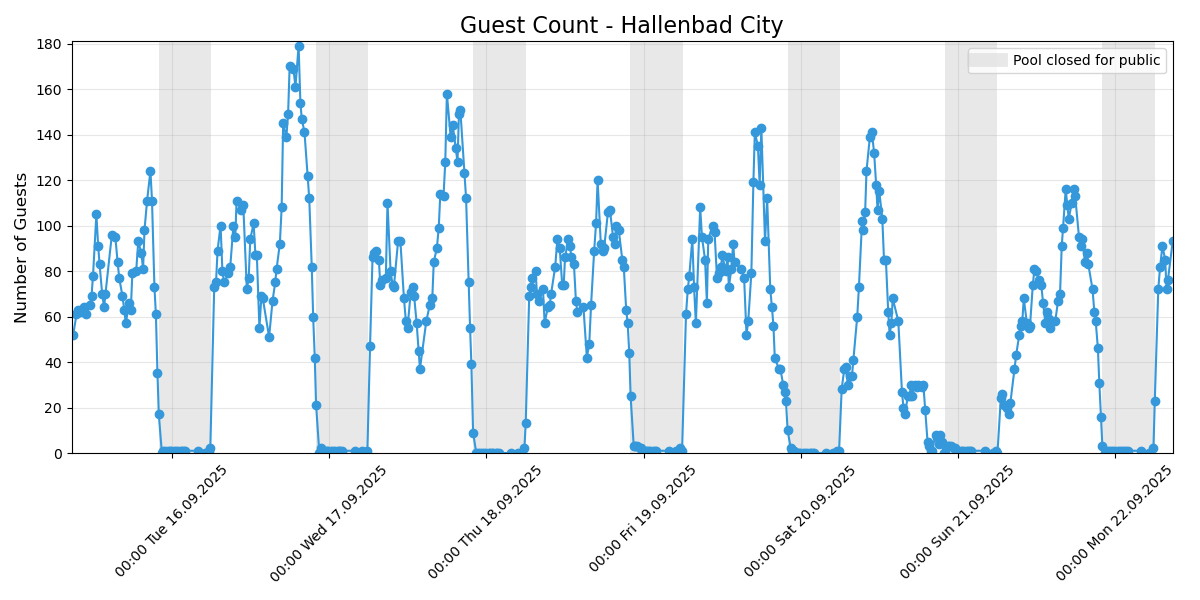 Guest Count - Hallenbad City
Pool closed for public
Number of Guests
180
160
140
120
100
80
60
40
20
0
00:00 Tue 16.09.2025
00:00 Wed 17.09.2025
00:00 Thu 18.09.2025
00:00 Fri 19.09.2025
00:00 Sat 20.09.2025
00:00 Sun 21.09.2025
00:00 Mon 22.09.2025